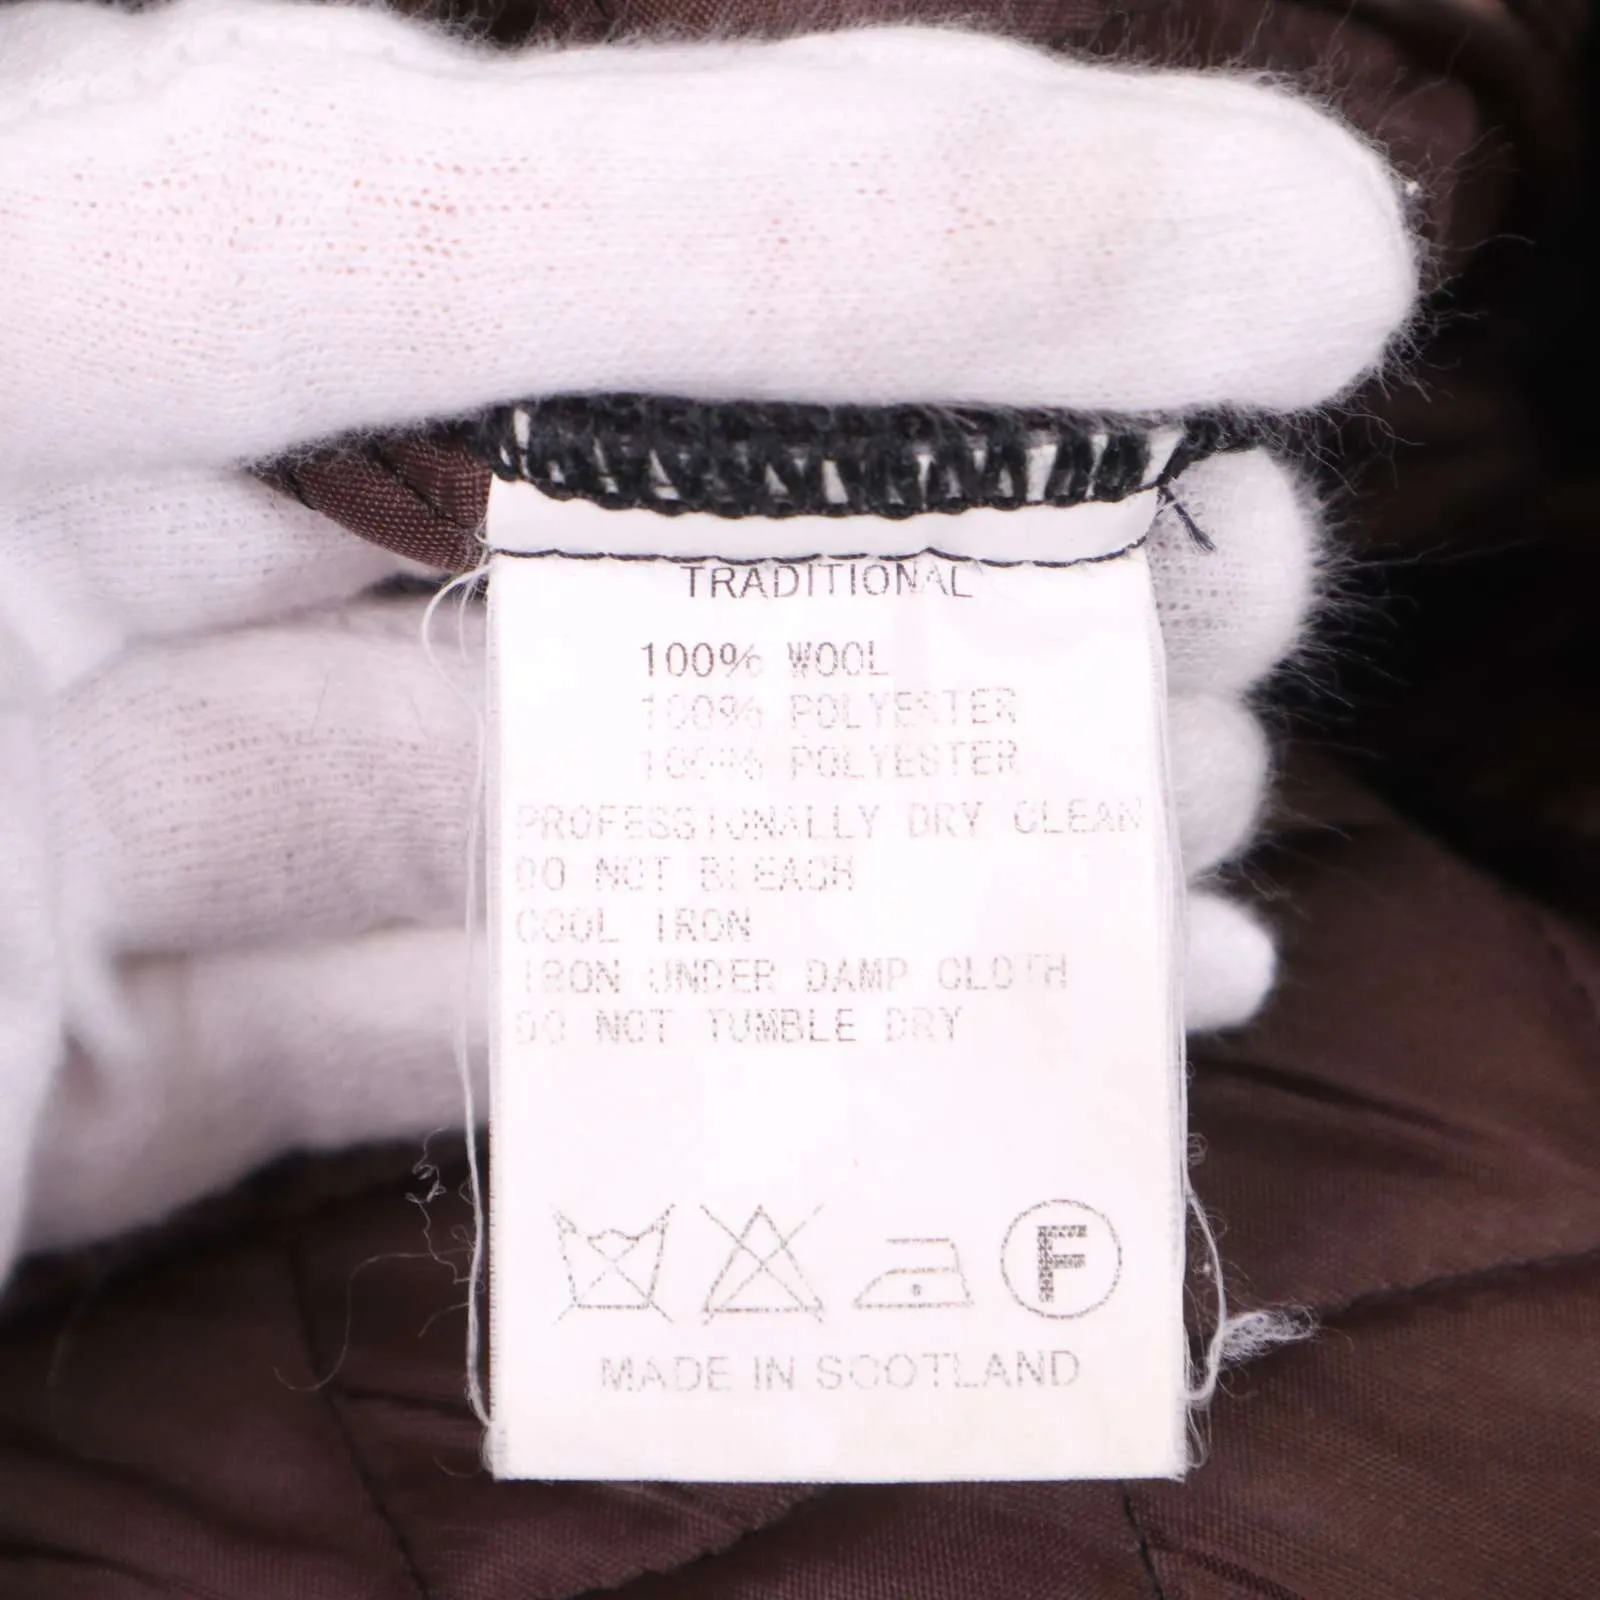 TRADITIONAL
100% WOOL
100% POLYESTER
100% POLYESTER
PROFESSIONALLY DRY CLEAN
DO NOT BLEACH
COOL IRON
IRON UNDER DAMP CLOTH
DO NOT TUMBLE DRY
F
MADE IN SCOTLAND